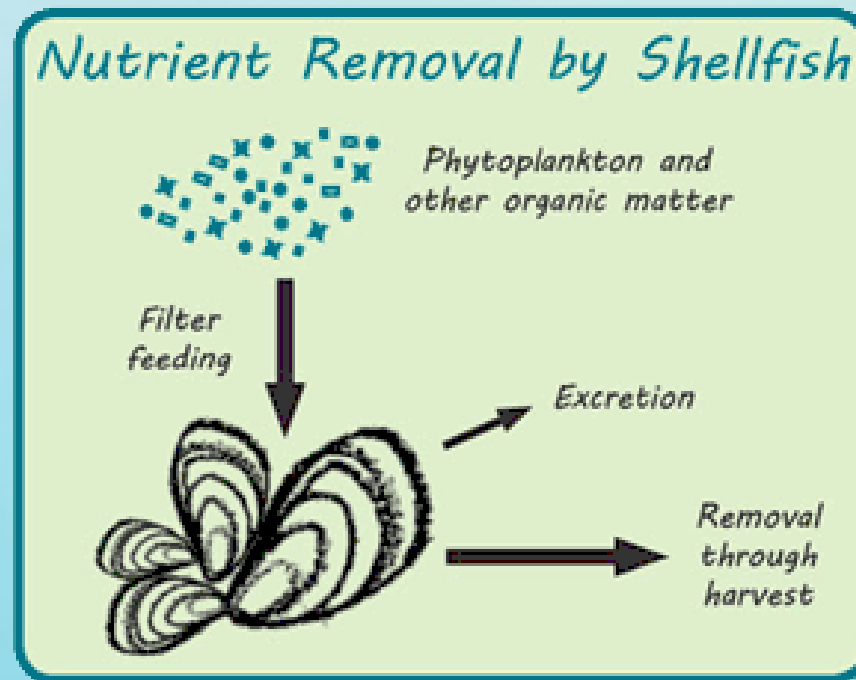 Nutrient Removal by Shellfish
Phytoplankton and
other organic matter
Filter
feeding
Excretion
Removal
through
harvest